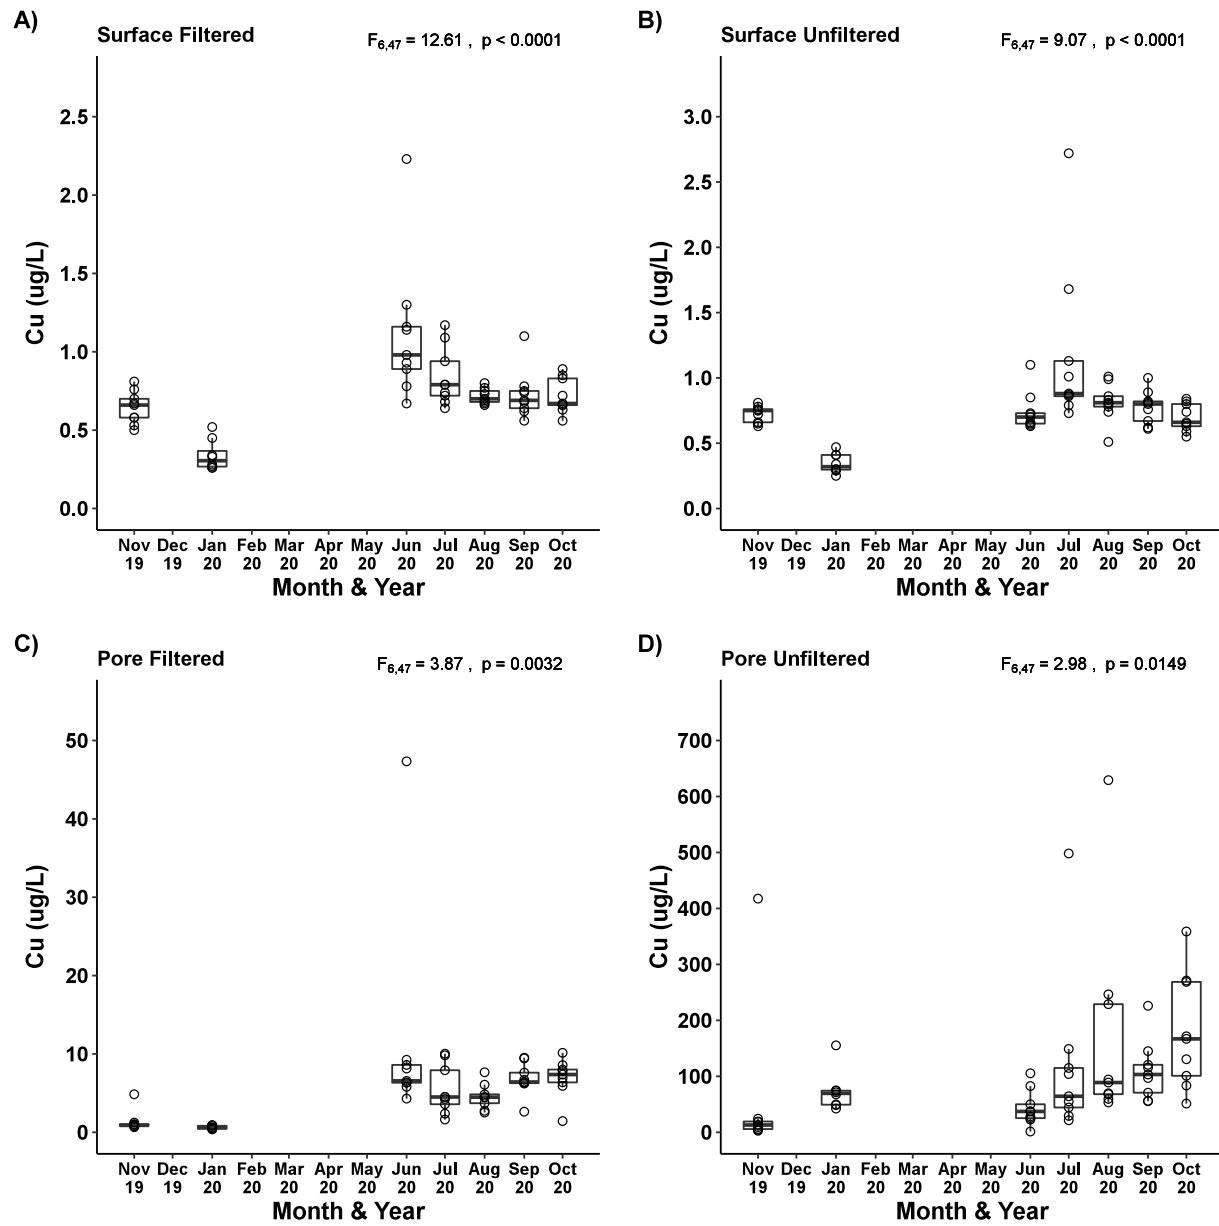 A)
Surface Filtered
F6,47 = 12.61 , p < 0.0001
Cu (ug/L)
2.5
2.0
1.5
1.0
0.5
0.0
Nov Dec Jan Feb Mar Apr May Jun Jul Aug Sep Oct
19 19 20 20 20 20 20 20 20 20 20 20
Month & Year
B)
Surface Unfiltered
F6,47 = 9.07 , p < 0.0001
Cu (ug/L)
3.0
2.5
2.0
1.5
1.0
0.5
0.0
Nov Dec Jan Feb Mar Apr May Jun Jul Aug Sep Oct
19 19 20 20 20 20 20 20 20 20 20 20
Month & Year
C)
Pore Filtered
F6,47 = 3.87 , p = 0.0032
Cu (ug/L)
50
40
30
20
10
0
Nov Dec Jan Feb Mar Apr May Jun Jul Aug Sep Oct
19 19 20 20 20 20 20 20 20 20 20 20
Month & Year
D)
Pore Unfiltered
F6,47 = 2.98 , p = 0.0149
Cu (ug/L)
700
600
500
400
300
200
100
0
Nov Dec Jan Feb Mar Apr May Jun Jul Aug Sep Oct
19 19 20 20 20 20 20 20 20 20 20 20
Month & Year